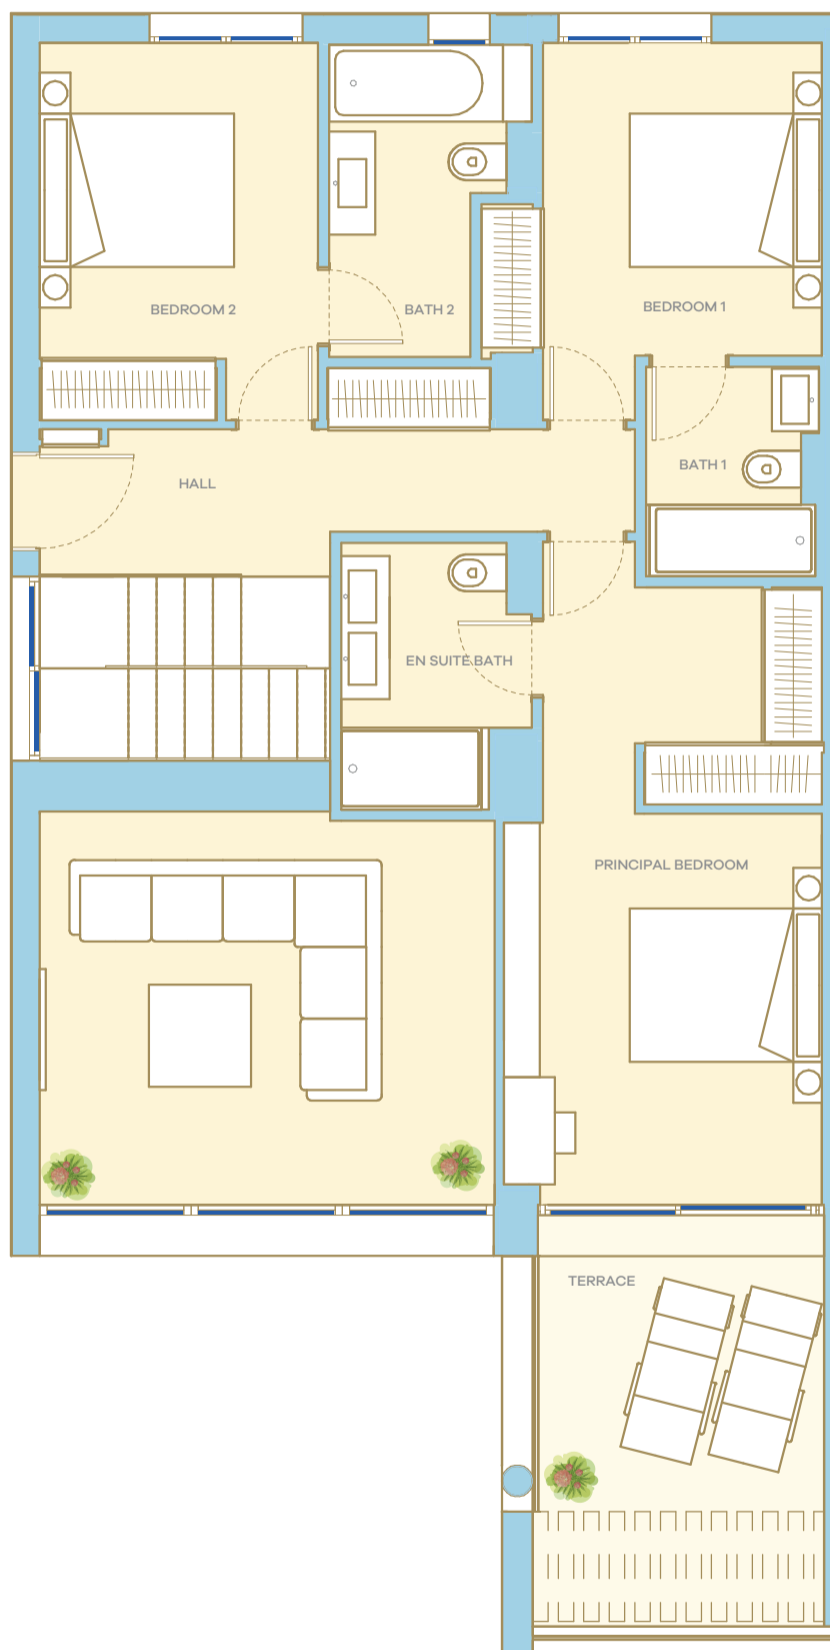 BEDROOM 2
BATH 2
BEDROOM 1
BATH 1
HALL
EN SUITE BATH
PRINCIPAL BEDROOM
TERRACE